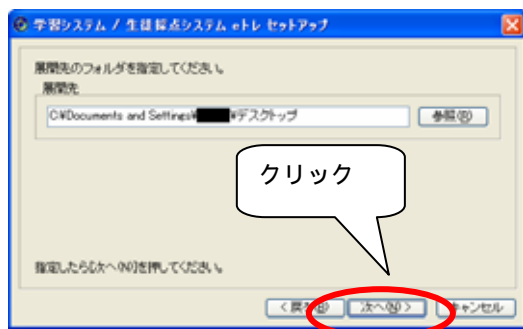 学習システム / 生徒採点システム eトレ セットアップ
展開先のフォルダを指定してください。
展開先
C:¥Documents and Settings¥ ¥デスクトップ
参照(R)
クリック
指定したら[次へ(N)]を押してください。
< 戻る(B) 次へ(N) > キャンセル